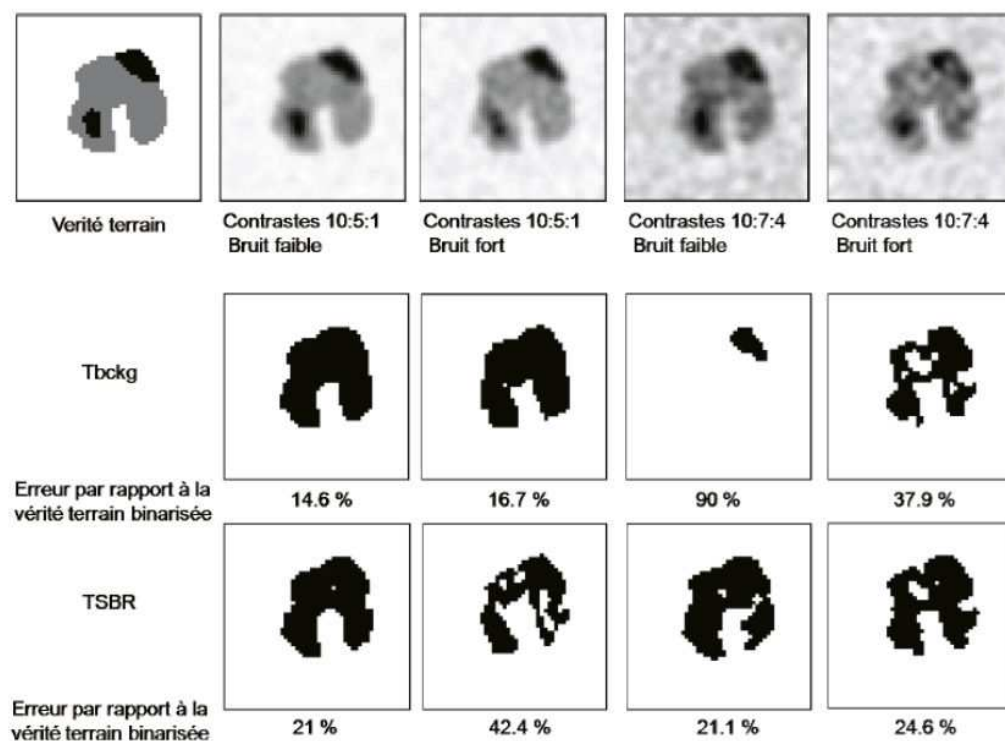 Verité terrain
Contrastes 10:5:1
Bruit faible
Contrastes 10:5:1
Bruit fort
Contrastes 10:7:4
Bruit faible
Contrastes 10:7:4
Bruit fort
Tbckg
Erreur par rapport à la
vérité terrain binarisée
14.6 %
16.7 %
90 %
37.9 %
TSBR
Erreur par rapport à la
vérité terrain binarisée
21 %
42.4 %
21.1 %
24.6 %